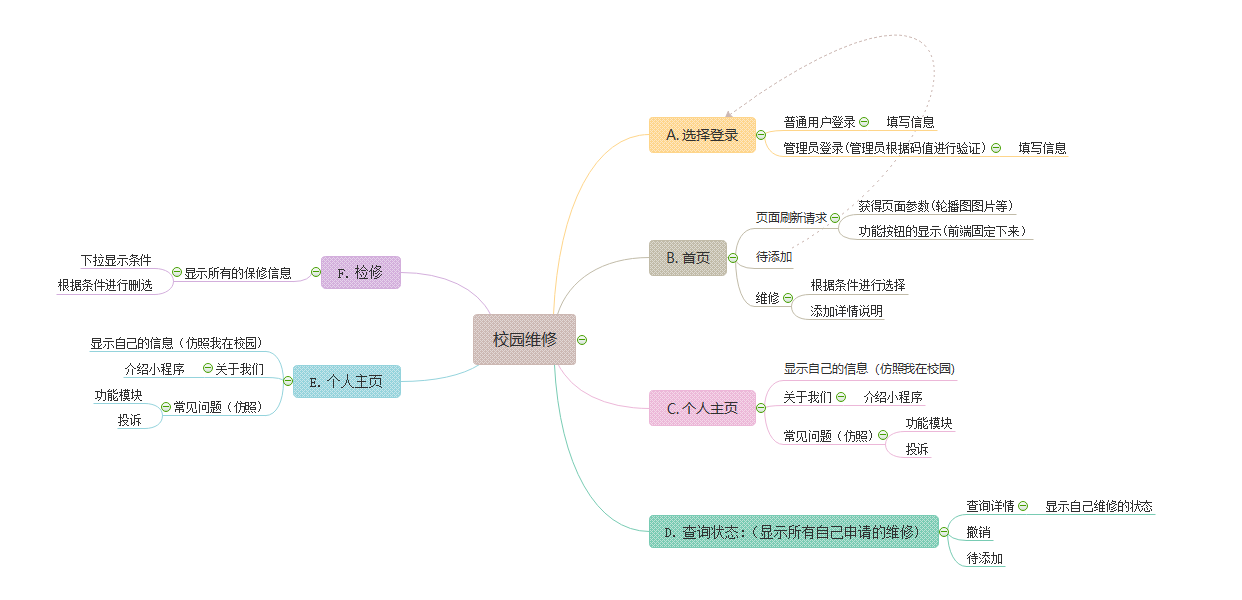 校园维修
A. 选择登录
普通用户登录
填写信息
管理员登录(管理员根据码值进行验证)
填写信息
B. 首页
页面刷新请求
获得页面参数(轮播图图片等)
功能按钮的显示(前端固定下来)
待添加
维修
根据条件进行选择
添加详情说明
C. 个人主页
显示自己的信息（仿照我在校园)
关于我们
介绍小程序
常见问题（仿照）
功能模块
投诉
D. 查询状态：（显示所有自己申请的维修）
查询详情
显示自己维修的状态
撤销
待添加
E. 个人主页
显示自己的信息（仿照我在校园）
关于我们
介绍小程序
常见问题（仿照）
功能模块
投诉
F. 检修
显示所有的保修信息
下拉显示条件
根据条件进行删选